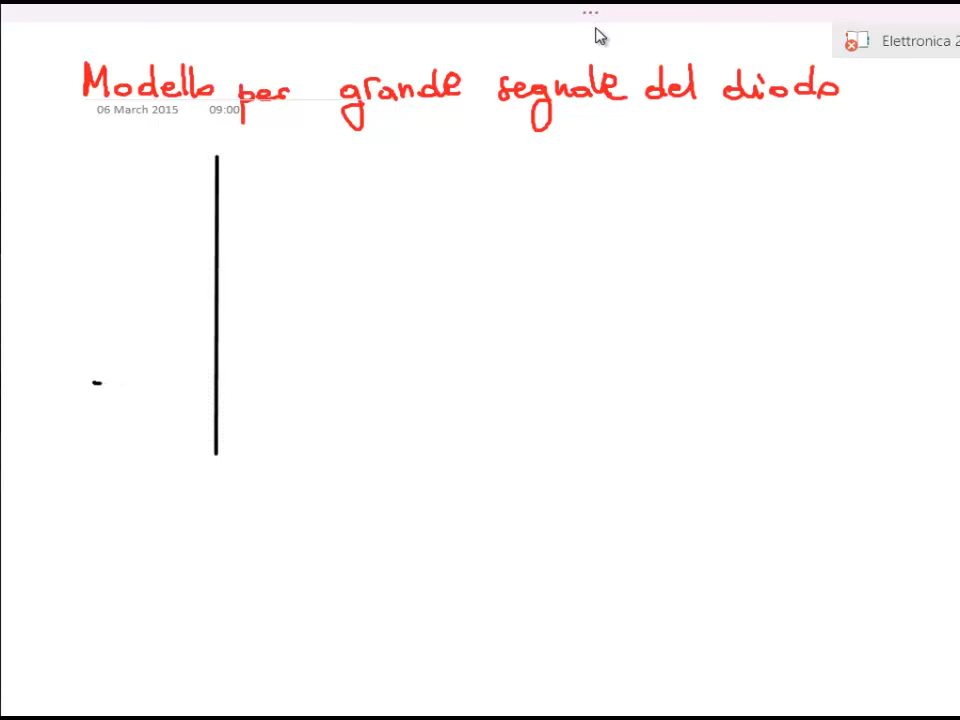 Elettronica 2
Modello per grande segnale del diodo
06 March 2015 09:00